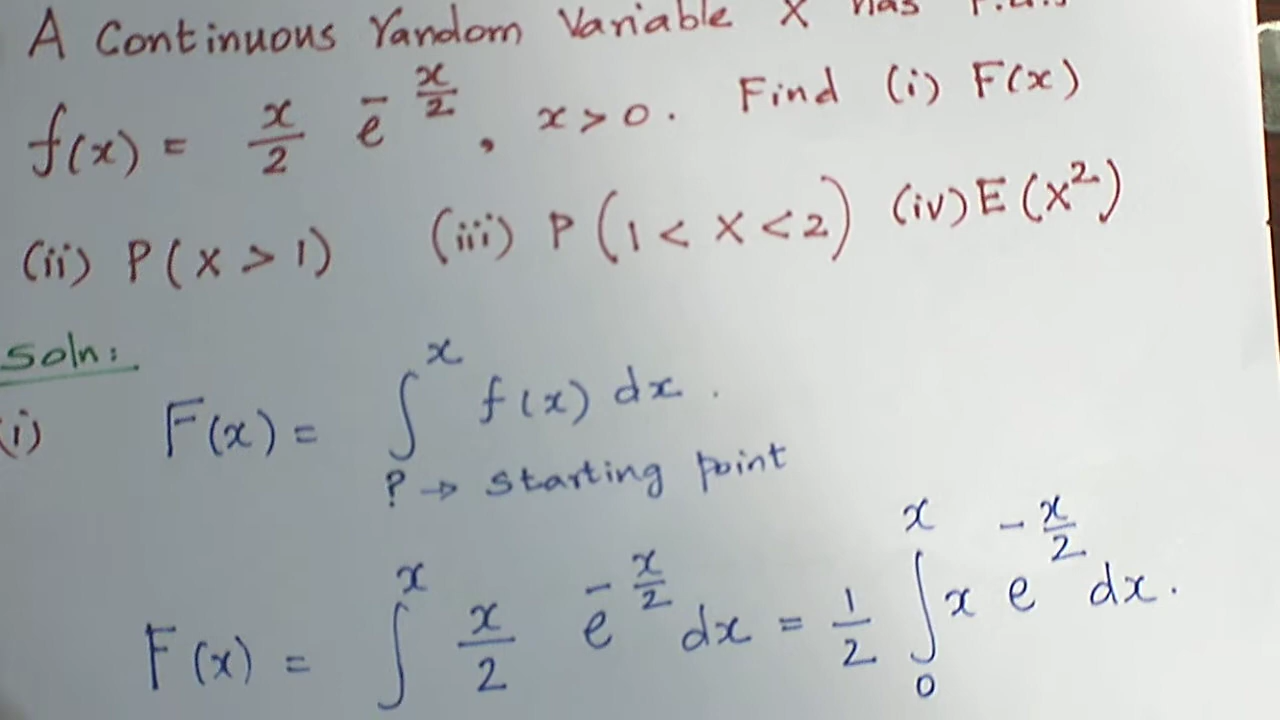 A Continuous random Variable X has
f(x) = x/2 e^-x/2, x > 0. Find (i) F(x)
(ii) P(X > 1) (iii) P(1 < X < 2) (iv) E(X²)
Soln:
(i) F(x) = ∫^x f(x) dx.
? → starting point
F(x) = ∫^x x/2 e^-x/2 dx = 1/2 ∫_0^x x e^-x/2 dx.